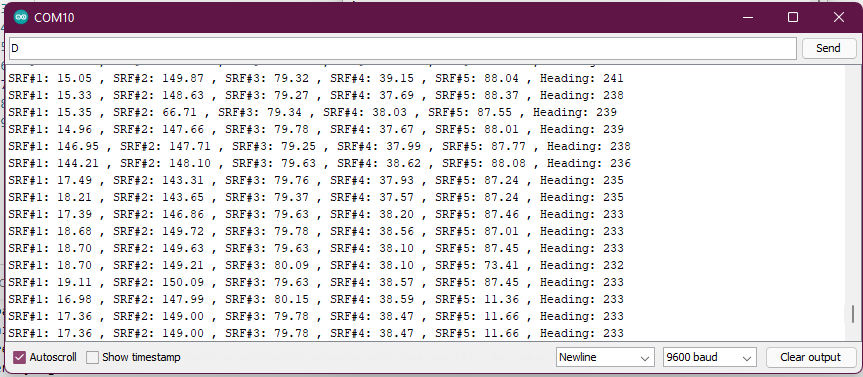 COM10
D
Send
SRF#1: 15.05 , SRF#2: 149.87 , SRF#3: 79.32 , SRF#4: 39.15 , SRF#5: 88.04 , Heading: 241
SRF#1: 15.33 , SRF#2: 148.63 , SRF#3: 79.27 , SRF#4: 37.69 , SRF#5: 88.37 , Heading: 238
SRF#1: 15.35 , SRF#2: 66.71 , SRF#3: 79.34 , SRF#4: 38.03 , SRF#5: 87.55 , Heading: 239
SRF#1: 14.96 , SRF#2: 147.66 , SRF#3: 79.78 , SRF#4: 37.67 , SRF#5: 88.01 , Heading: 239
SRF#1: 146.95 , SRF#2: 147.71 , SRF#3: 79.25 , SRF#4: 37.99 , SRF#5: 87.77 , Heading: 238
SRF#1: 144.21 , SRF#2: 148.10 , SRF#3: 79.63 , SRF#4: 38.62 , SRF#5: 88.08 , Heading: 236
SRF#1: 17.49 , SRF#2: 143.31 , SRF#3: 79.76 , SRF#4: 37.93 , SRF#5: 87.24 , Heading: 235
SRF#1: 18.21 , SRF#2: 143.65 , SRF#3: 79.37 , SRF#4: 37.57 , SRF#5: 87.24 , Heading: 235
SRF#1: 17.39 , SRF#2: 146.86 , SRF#3: 79.63 , SRF#4: 38.20 , SRF#5: 87.46 , Heading: 233
SRF#1: 18.68 , SRF#2: 149.72 , SRF#3: 79.78 , SRF#4: 38.56 , SRF#5: 87.01 , Heading: 233
SRF#1: 18.70 , SRF#2: 149.63 , SRF#3: 79.63 , SRF#4: 38.10 , SRF#5: 87.45 , Heading: 233
SRF#1: 18.70 , SRF#2: 149.21 , SRF#3: 80.09 , SRF#4: 38.10 , SRF#5: 73.41 , Heading: 232
SRF#1: 19.11 , SRF#2: 150.09 , SRF#3: 79.63 , SRF#4: 38.57 , SRF#5: 87.45 , Heading: 233
SRF#1: 16.98 , SRF#2: 147.99 , SRF#3: 80.15 , SRF#4: 38.59 , SRF#5: 11.36 , Heading: 233
SRF#1: 17.36 , SRF#2: 149.00 , SRF#3: 79.78 , SRF#4: 38.47 , SRF#5: 11.66 , Heading: 233
SRF#1: 17.36 , SRF#2: 149.00 , SRF#3: 79.78 , SRF#4: 38.47 , SRF#5: 11.66 , Heading: 233
Autoscroll
Show timestamp
Newline
9600 baud
Clear output